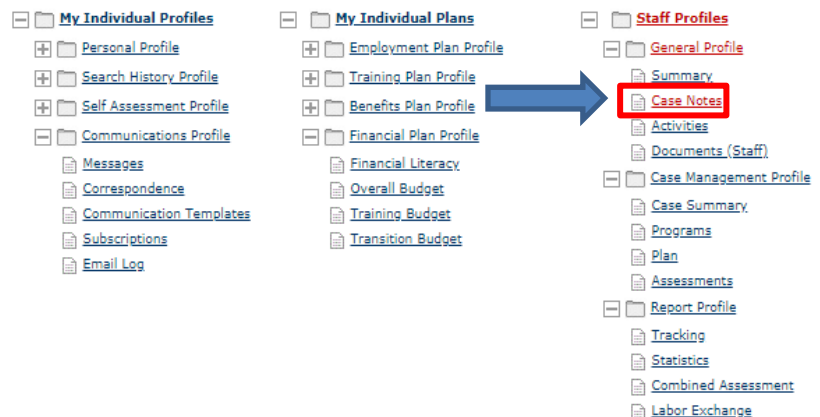 My Individual Profiles
Personal Profile
Search History Profile
Self Assessment Profile
Communications Profile
Messages
Correspondence
Communication Templates
Subscriptions
Email Log
My Individual Plans
Employment Plan Profile
Training Plan Profile
Benefits Plan Profile
Financial Plan Profile
Financial Literacy
Overall Budget
Training Budget
Transition Budget
Staff Profiles
General Profile
Summary
Case Notes
Activities
Documents (Staff)
Case Management Profile
Case Summary
Programs
Plan
Assessments
Report Profile
Tracking
Statistics
Combined Assessment
Labor Exchange